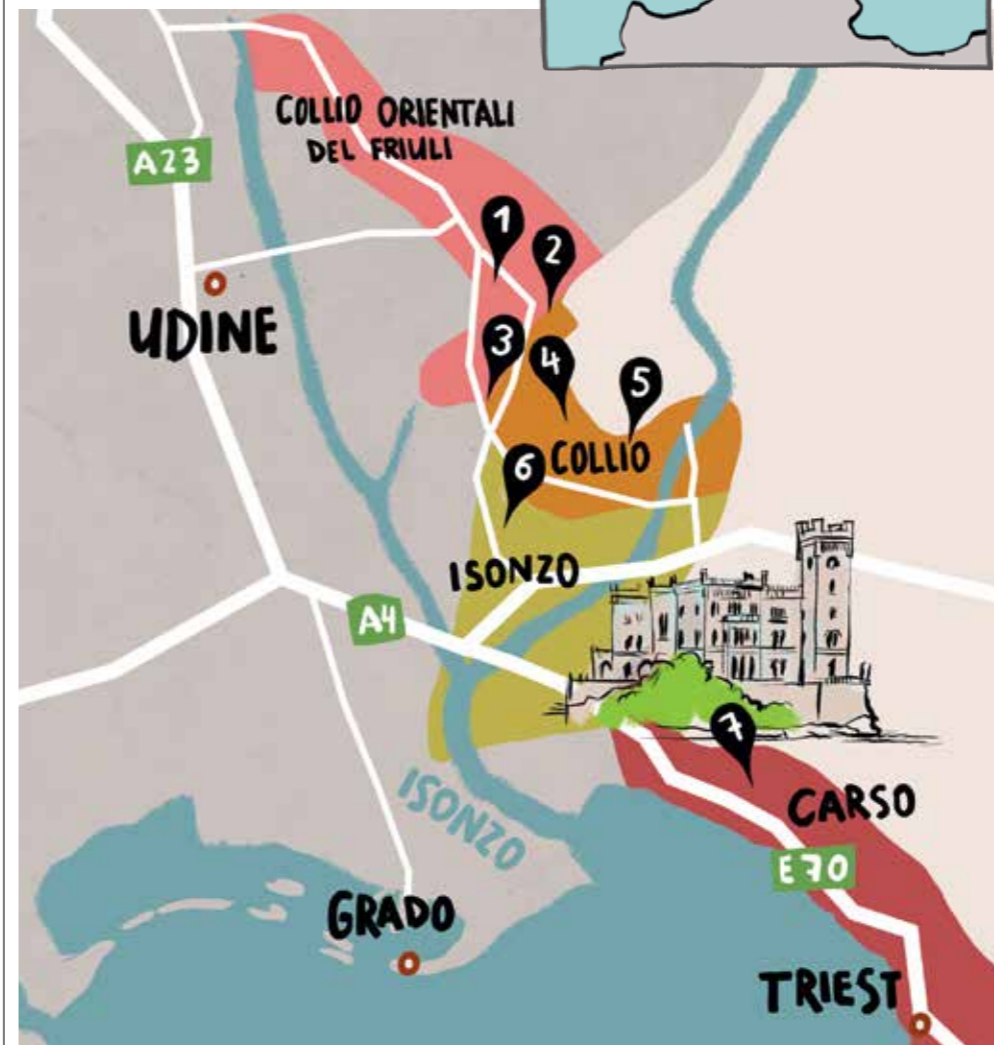 COLLIO ORIENTALI
DEL FRIULI
A23
1
2
UDINE
3
4
5
6
COLLIO
ISONZO
A4
7
ISONZO
CARSO
E70
GRADO
TRIEST